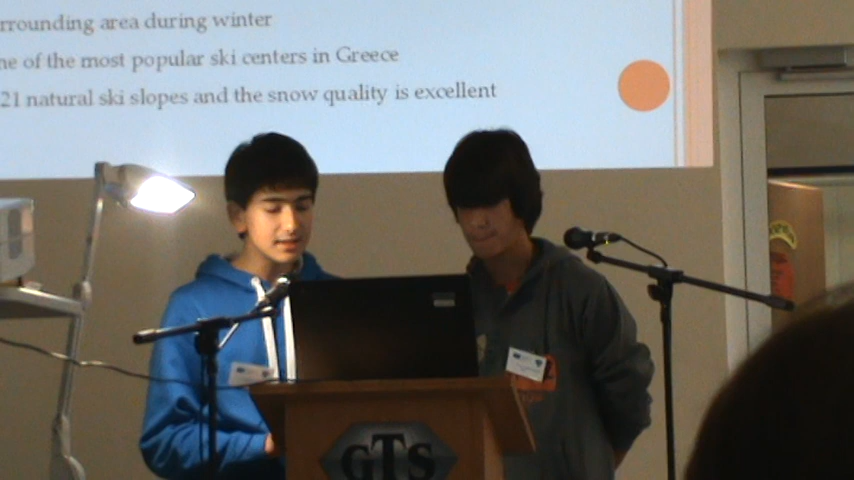 rrounding area during winter
ne of the most popular ski centers in Greece
21 natural ski slopes and the snow quality is excellent
GTS